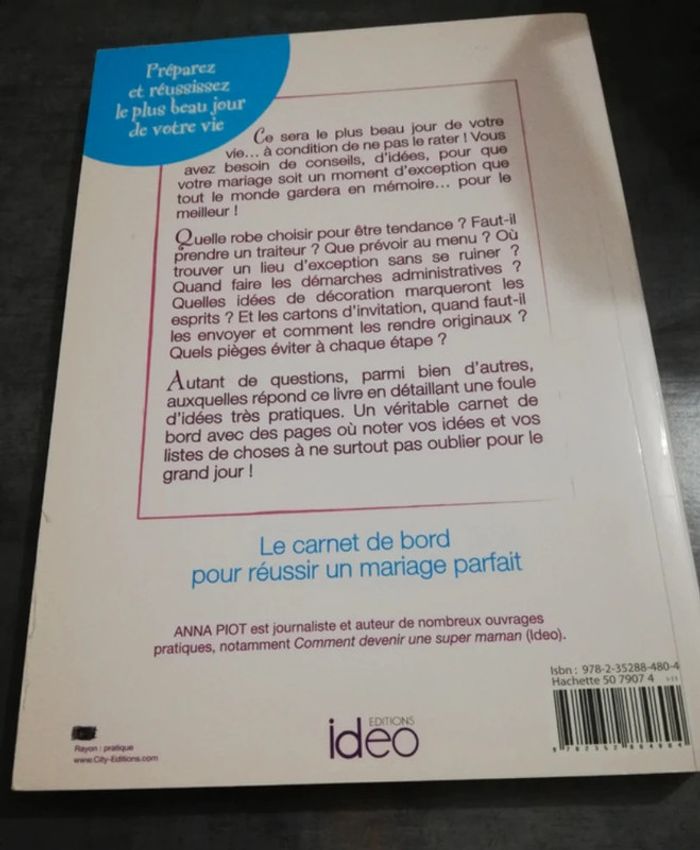 Préparez
et réussissez
le plus beau jour
de votre vie
Ce sera le plus beau jour de votre
vie... à condition de ne pas le rater ! Vous
avez besoin de conseils, d'idées, pour que
votre mariage soit un moment d'exception que
tout le monde gardera en mémoire... pour le
meilleur !
Quelle robe choisir pour être tendance ? Faut-il
prendre un traiteur ? Que prévoir au menu ? Où
trouver un lieu d'exception sans se ruiner ?
Quand faire les démarches administratives ?
Quelles idées de décoration marqueront les
esprits ? Et les cartons d'invitation, quand faut-il
les envoyer et comment les rendre originaux ?
Quels pièges éviter à chaque étape ?
Autant de questions, parmi bien d'autres,
auxquelles répond ce livre en détaillant une foule
d'idées très pratiques. Un véritable carnet de
bord avec des pages où noter vos idées et vos
listes de choses à ne surtout pas oublier pour le
grand jour !
Le carnet de bord
pour réussir un mariage parfait
ANNA PIOT est journaliste et auteur de nombreux ouvrages
pratiques, notamment Comment devenir une super maman (Ideo).
Isbn : 978-2-35288-480-4
Hachette 50 7907 4
EDITIONS
ideo
Rayon : pratique
www.City-Editions.com